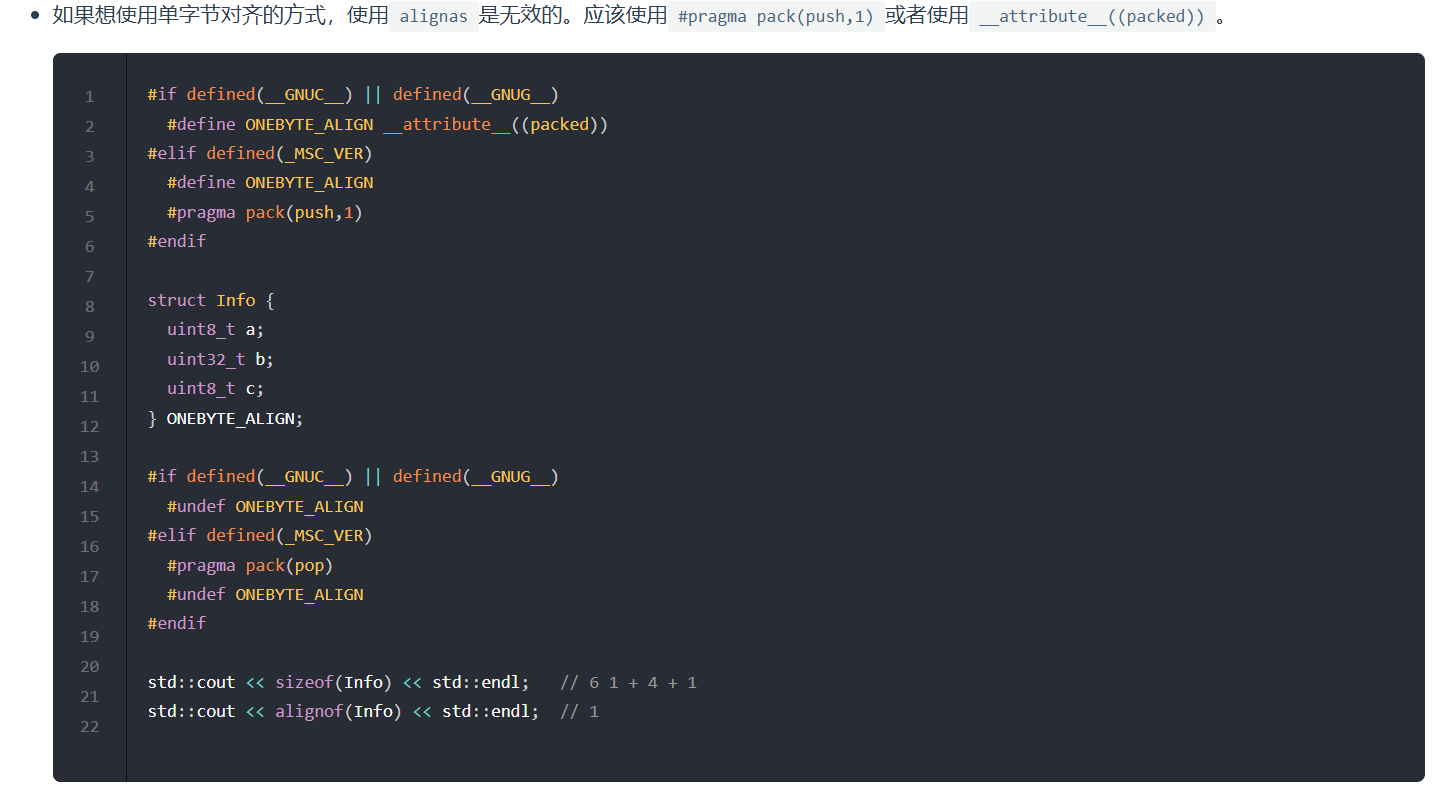 如果想使用单字节对齐的方式，使用 alignas 是无效的。应该使用 #pragma pack(push,1) 或者使用 __attribute__((packed)) 。
1 #if defined(__GNUC__) || defined(__GNUG__)
2   #define ONEBYTE_ALIGN __attribute__((packed))
3 #elif defined(_MSC_VER)
4   #define ONEBYTE_ALIGN
5   #pragma pack(push,1)
6 #endif
7
8 struct Info {
9   uint8_t a;
10   uint32_t b;
11   uint8_t c;
12 } ONEBYTE_ALIGN;
13
14 #if defined(__GNUC__) || defined(__GNUG__)
15   #undef ONEBYTE_ALIGN
16 #elif defined(_MSC_VER)
17   #pragma pack(pop)
18   #undef ONEBYTE_ALIGN
19 #endif
20
21 std::cout << sizeof(Info) << std::endl;   // 6 1 + 4 + 1
22 std::cout << alignof(Info) << std::endl;  // 1